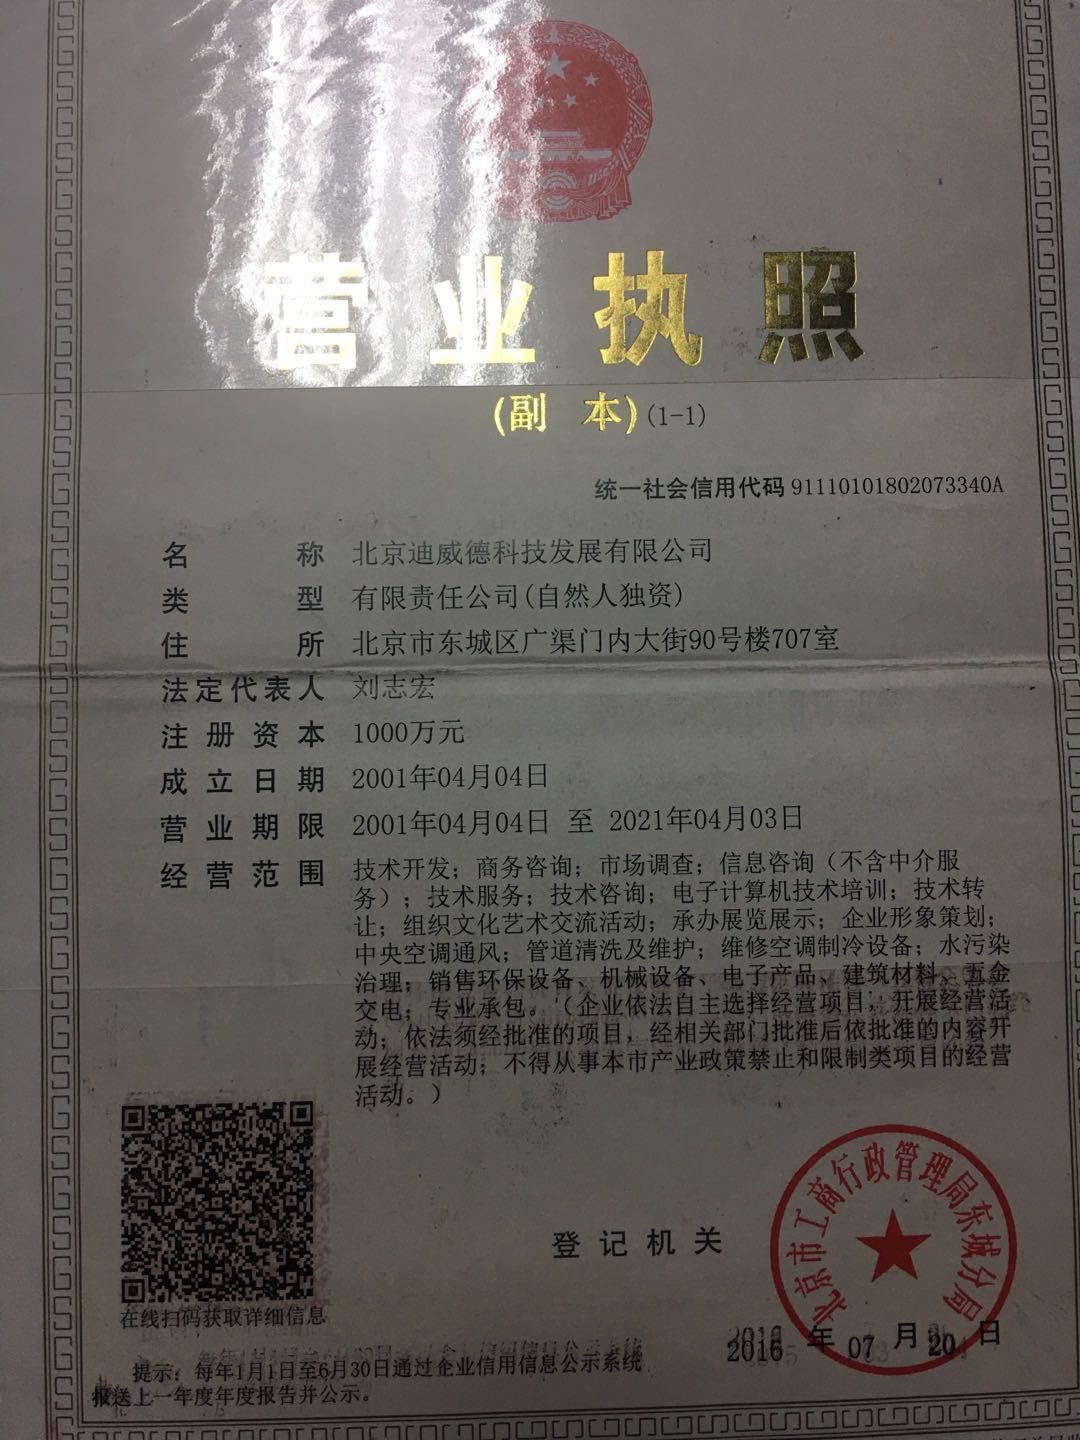 营业执照
(副 本)(1-1)
统一社会信用代码 91110101802073340A
名 称 北京迪威德科技发展有限公司
类 型 有限责任公司(自然人独资)
住 所 北京市东城区广渠门内大街90号楼707室
法定代表人 刘志宏
注册资本 1000万元
成立日期 2001年04月04日
营业期限 2001年04月04日 至 2021年04月03日
经营范围 技术开发；商务咨询；市场调查；信息咨询（不含中介服
务）；技术服务；技术咨询；电子计算机技术培训；技术转
让；组织文化艺术交流活动；承办展览展示；企业形象策划；
中央空调通风；管道清洗及维护；维修空调制冷设备；水污染
治理；销售环保设备、机械设备、电子产品、建筑材料、五金
交电；专业承包。（企业依法自主选择经营项目，开展经营活
动；依法须经批准的项目，经相关部门批准后依批准的内容开
展经营活动；不得从事本市产业政策禁止和限制类项目的经营
活动。）
在线扫码获取详细信息
登记机关
北京市工商行政管理局东城分局
2016 年 07 月 20 日
提示：每年1月1日至6月30日通过企业信用信息公示系统
报送上一年度年度报告并公示。